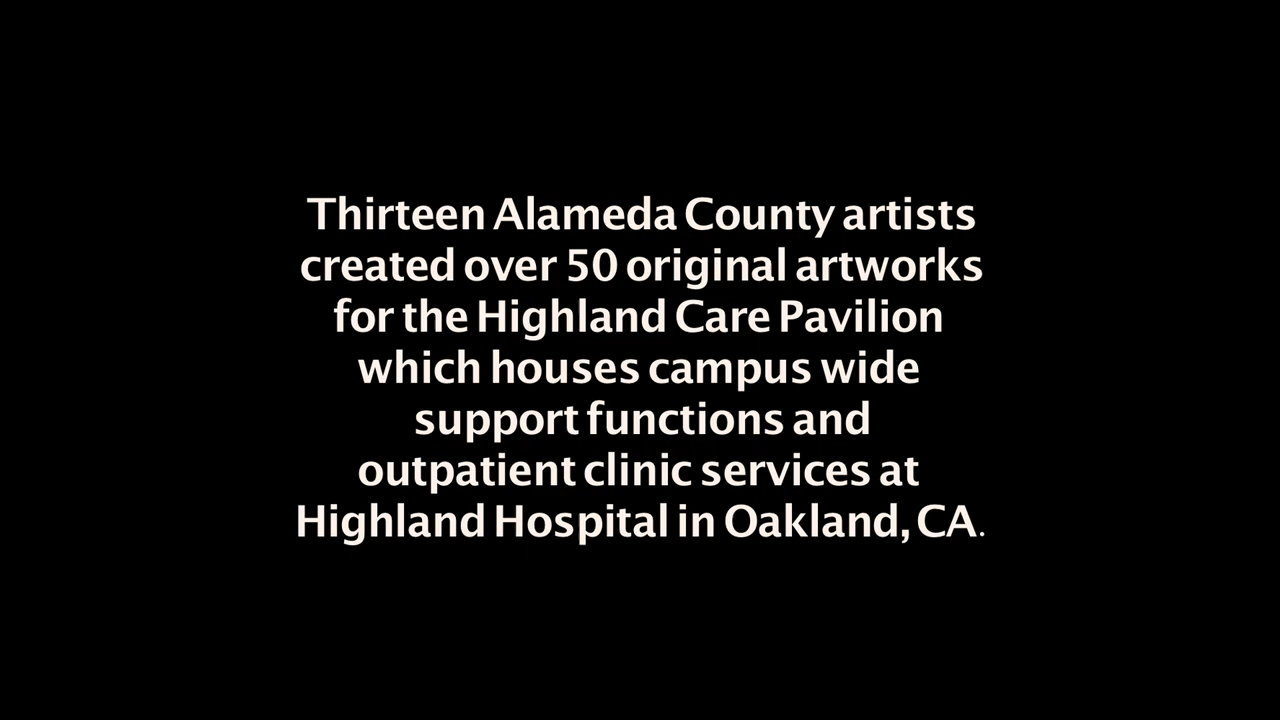 Thirteen Alameda County artists
created over 50 original artworks
for the Highland Care Pavilion
which houses campus wide
support functions and
outpatient clinic services at
Highland Hospital in Oakland, CA.